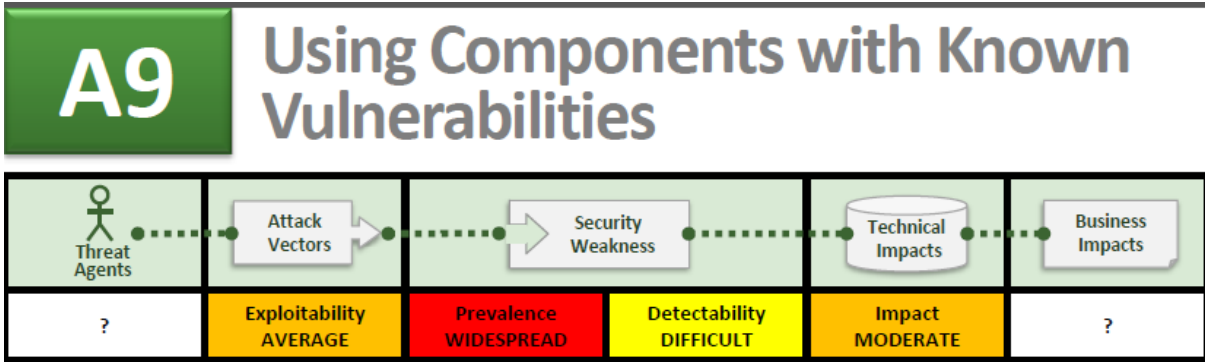 A9
Using Components with Known
Vulnerabilities
Threat
Agents
Attack
Vectors
Security
Weakness
Technical
Impacts
Business
Impacts
?
Exploitability
AVERAGE
Prevalence
WIDESPREAD
Detectability
DIFFICULT
Impact
MODERATE
?